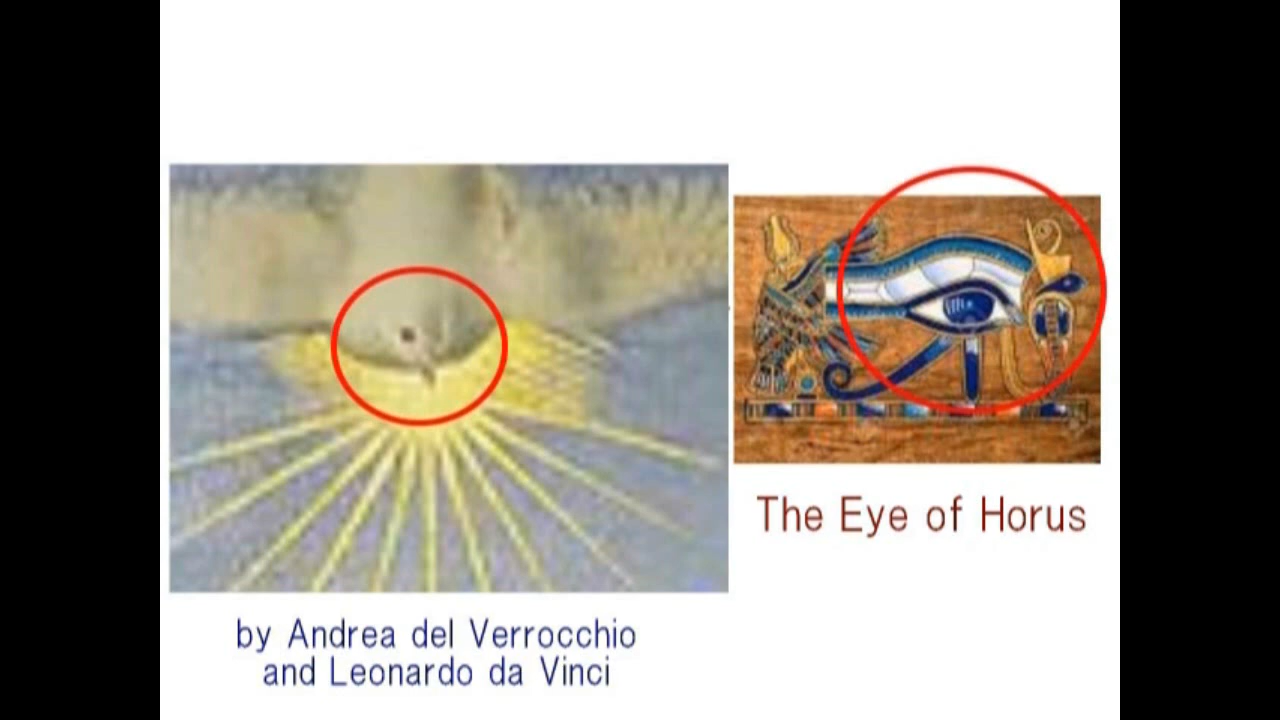 The Eye of Horus
by Andrea del Verrocchio
and Leonardo da Vinci